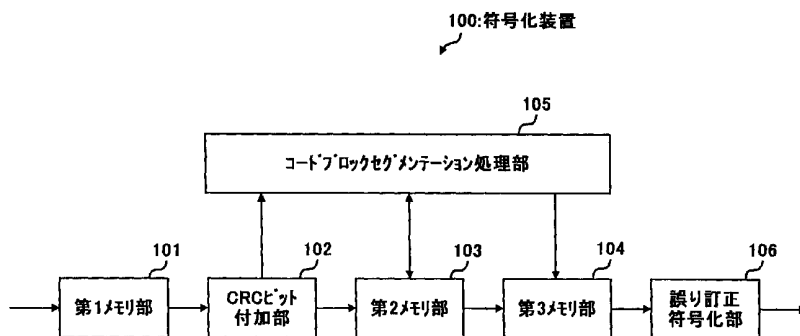 100:符号化装置
105
コードブロックセグメンテーション処理部
101
102
103
104
106
第1メモリ部
CRCビット
付加部
第2メモリ部
第3メモリ部
誤り訂正
符号化部